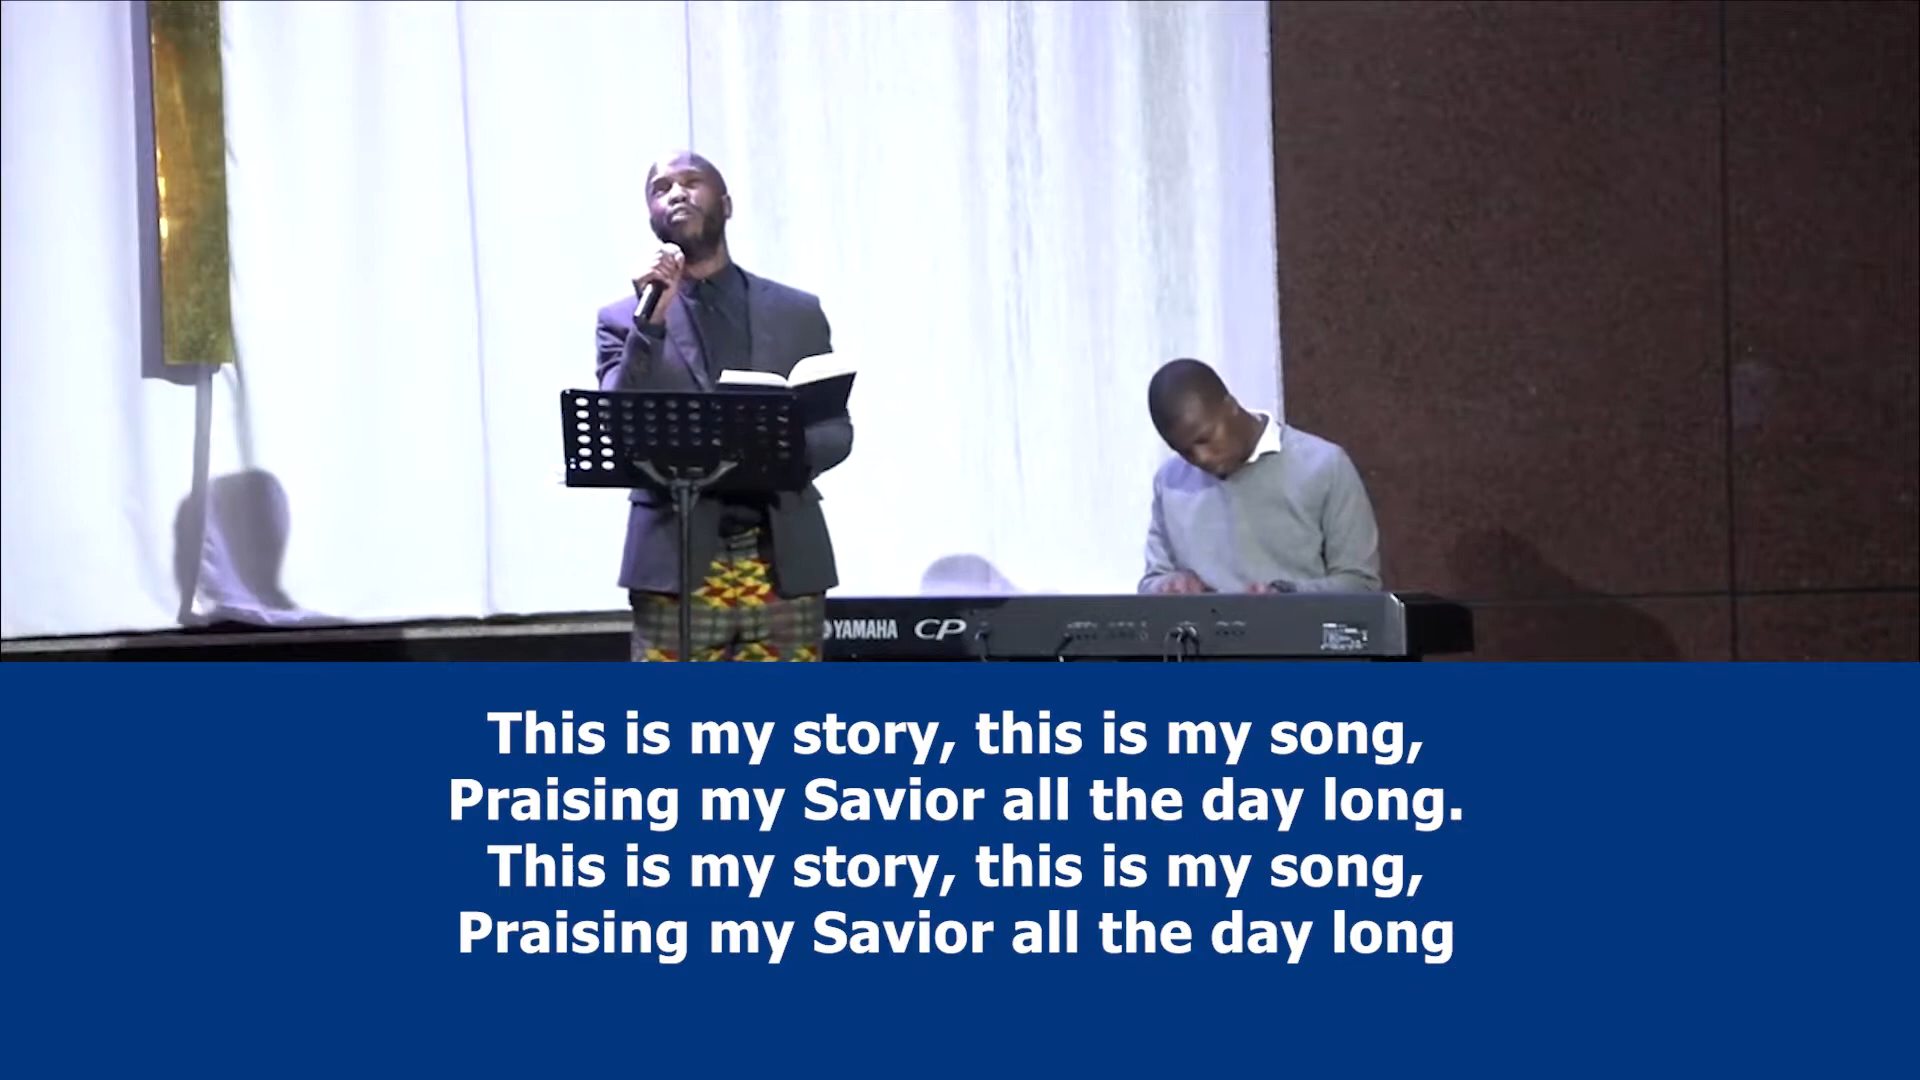 YAMAHA CP
This is my story, this is my song,
Praising my Savior all the day long.
This is my story, this is my song,
Praising my Savior all the day long